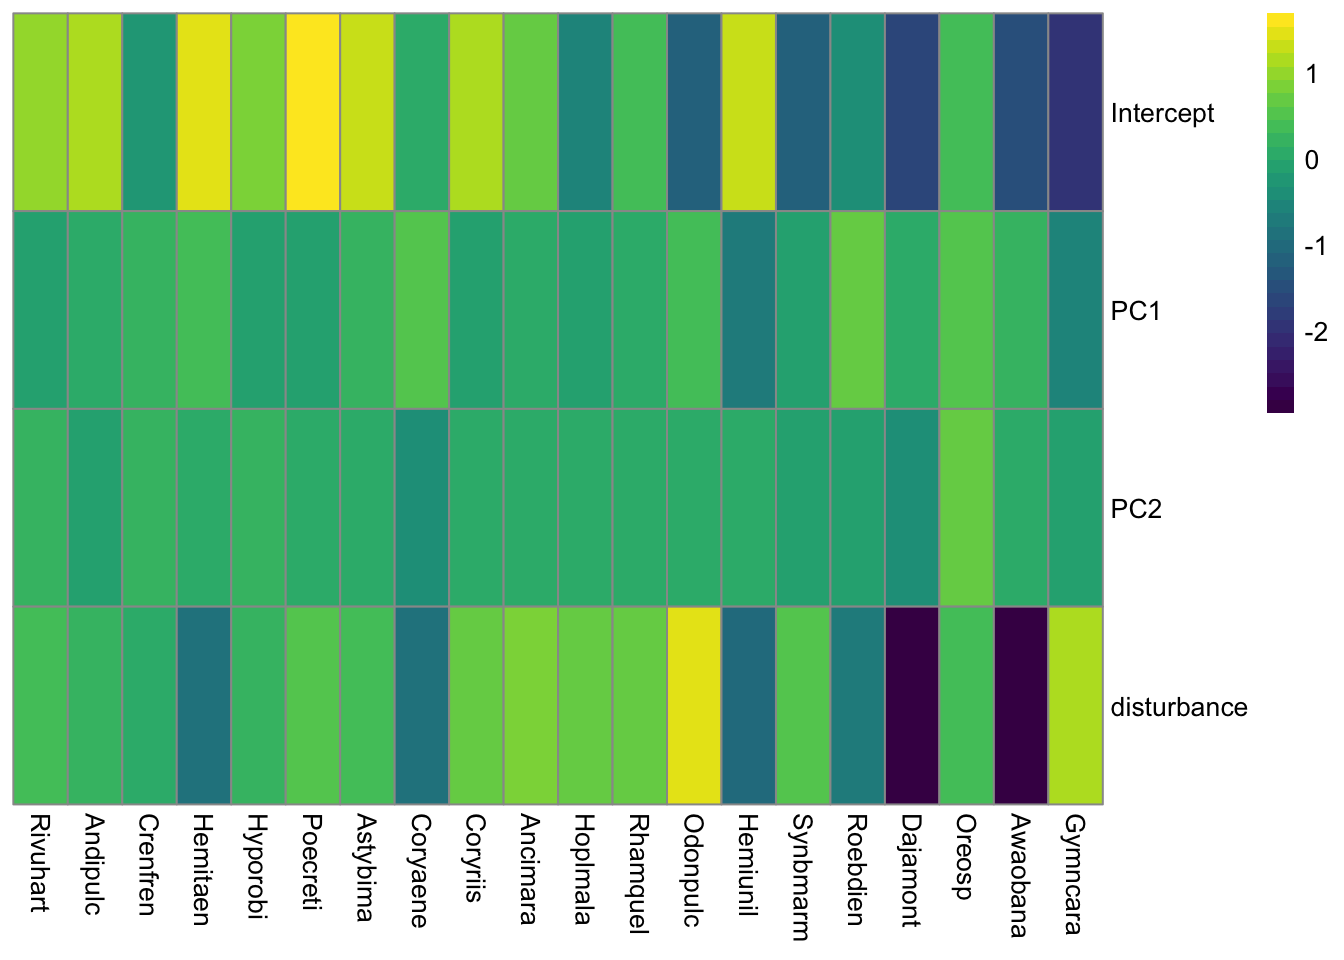 1
0
-1
-2
Intercept
PC1
PC2
disturbance
Rivuhart
Andipulc
Crenfren
Hemitaen
Hyporobi
Poecreti
Astybima
Coryaene
Coryriis
Ancimara
Hoplmala
Rhamquel
Odonpulc
Hemiunil
Synbmarm
Roebdien
Dajamont
Oreosp
Awaobana
Gymncara